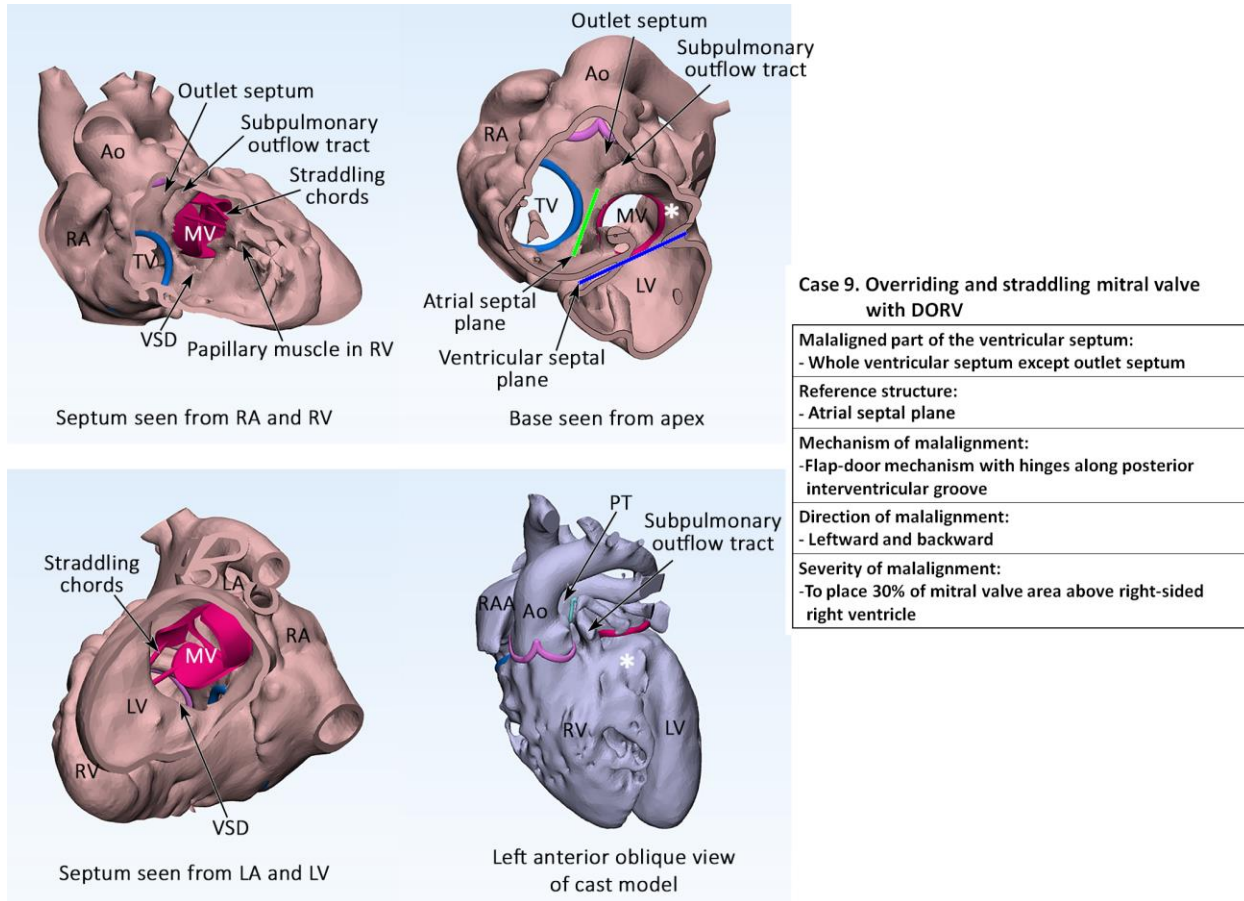 Outlet septum
Subpulmonary
outflow tract
Straddling
chords
Ao
MV
RA
TV
VSD
Papillary muscle in RV
Septum seen from RA and RV
Outlet septum
Subpulmonary
outflow tract
Ao
RA
TV
MV
*
LV
Atrial septal
plane
Ventricular septal
plane
Base seen from apex
Straddling
chords
LA
RA
MV
LV
RV
VSD
Septum seen from LA and LV
PT
Subpulmonary
outflow tract
RAA
Ao
*
RV
LV
Left anterior oblique view
of cast model
Case 9. Overriding and straddling mitral valve
with DORV
Malaligned part of the ventricular septum:
- Whole ventricular septum except outlet septum
Reference structure:
- Atrial septal plane
Mechanism of malalignment:
-Flap-door mechanism with hinges along posterior
interventricular groove
Direction of malalignment:
- Leftward and backward
Severity of malalignment:
-To place 30% of mitral valve area above right-sided
right ventricle